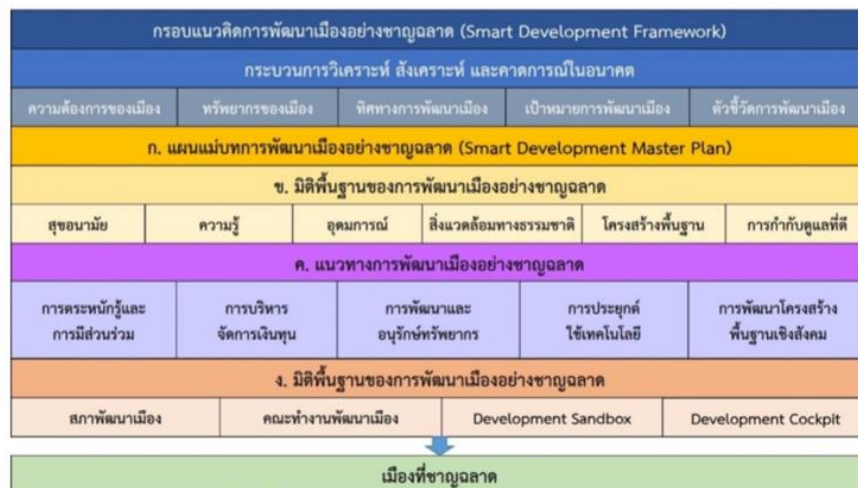 กรอบแนวคิดการพัฒนาเมืองอย่างชาญฉลาด (Smart Development Framework)
กระบวนการวิเคราะห์ สังเคราะห์ และคาดการณ์ในอนาคต
ความต้องการของเมือง ทรัพยากรของเมือง ทิศทางการพัฒนาเมือง เป้าหมายการพัฒนาเมือง ตัวชี้วัดการพัฒนาเมือง
ก. แผนแม่บทการพัฒนาเมืองอย่างชาญฉลาด (Smart Development Master Plan)
ข. มิติพื้นฐานของการพัฒนาเมืองอย่างชาญฉลาด
สุขอนามัย ความรู้ อุดมการณ์ สิ่งแวดล้อมทางธรรมชาติ โครงสร้างพื้นฐาน การกำกับดูแลที่ดี
ค. แนวทางการพัฒนาเมืองอย่างชาญฉลาด
การตระหนักรู้และ
การมีส่วนร่วม
การบริหาร
จัดการเงินทุน
การพัฒนาและ
อนุรักษ์ทรัพยากร
การประยุกต์
ใช้เทคโนโลยี
การพัฒนาโครงสร้าง
พื้นฐานเชิงสังคม
ง. มิติพื้นฐานของการพัฒนาเมืองอย่างชาญฉลาด
สภาพัฒนาเมือง คณะทำงานพัฒนาเมือง Development Sandbox Development Cockpit
เมืองที่ชาญฉลาด